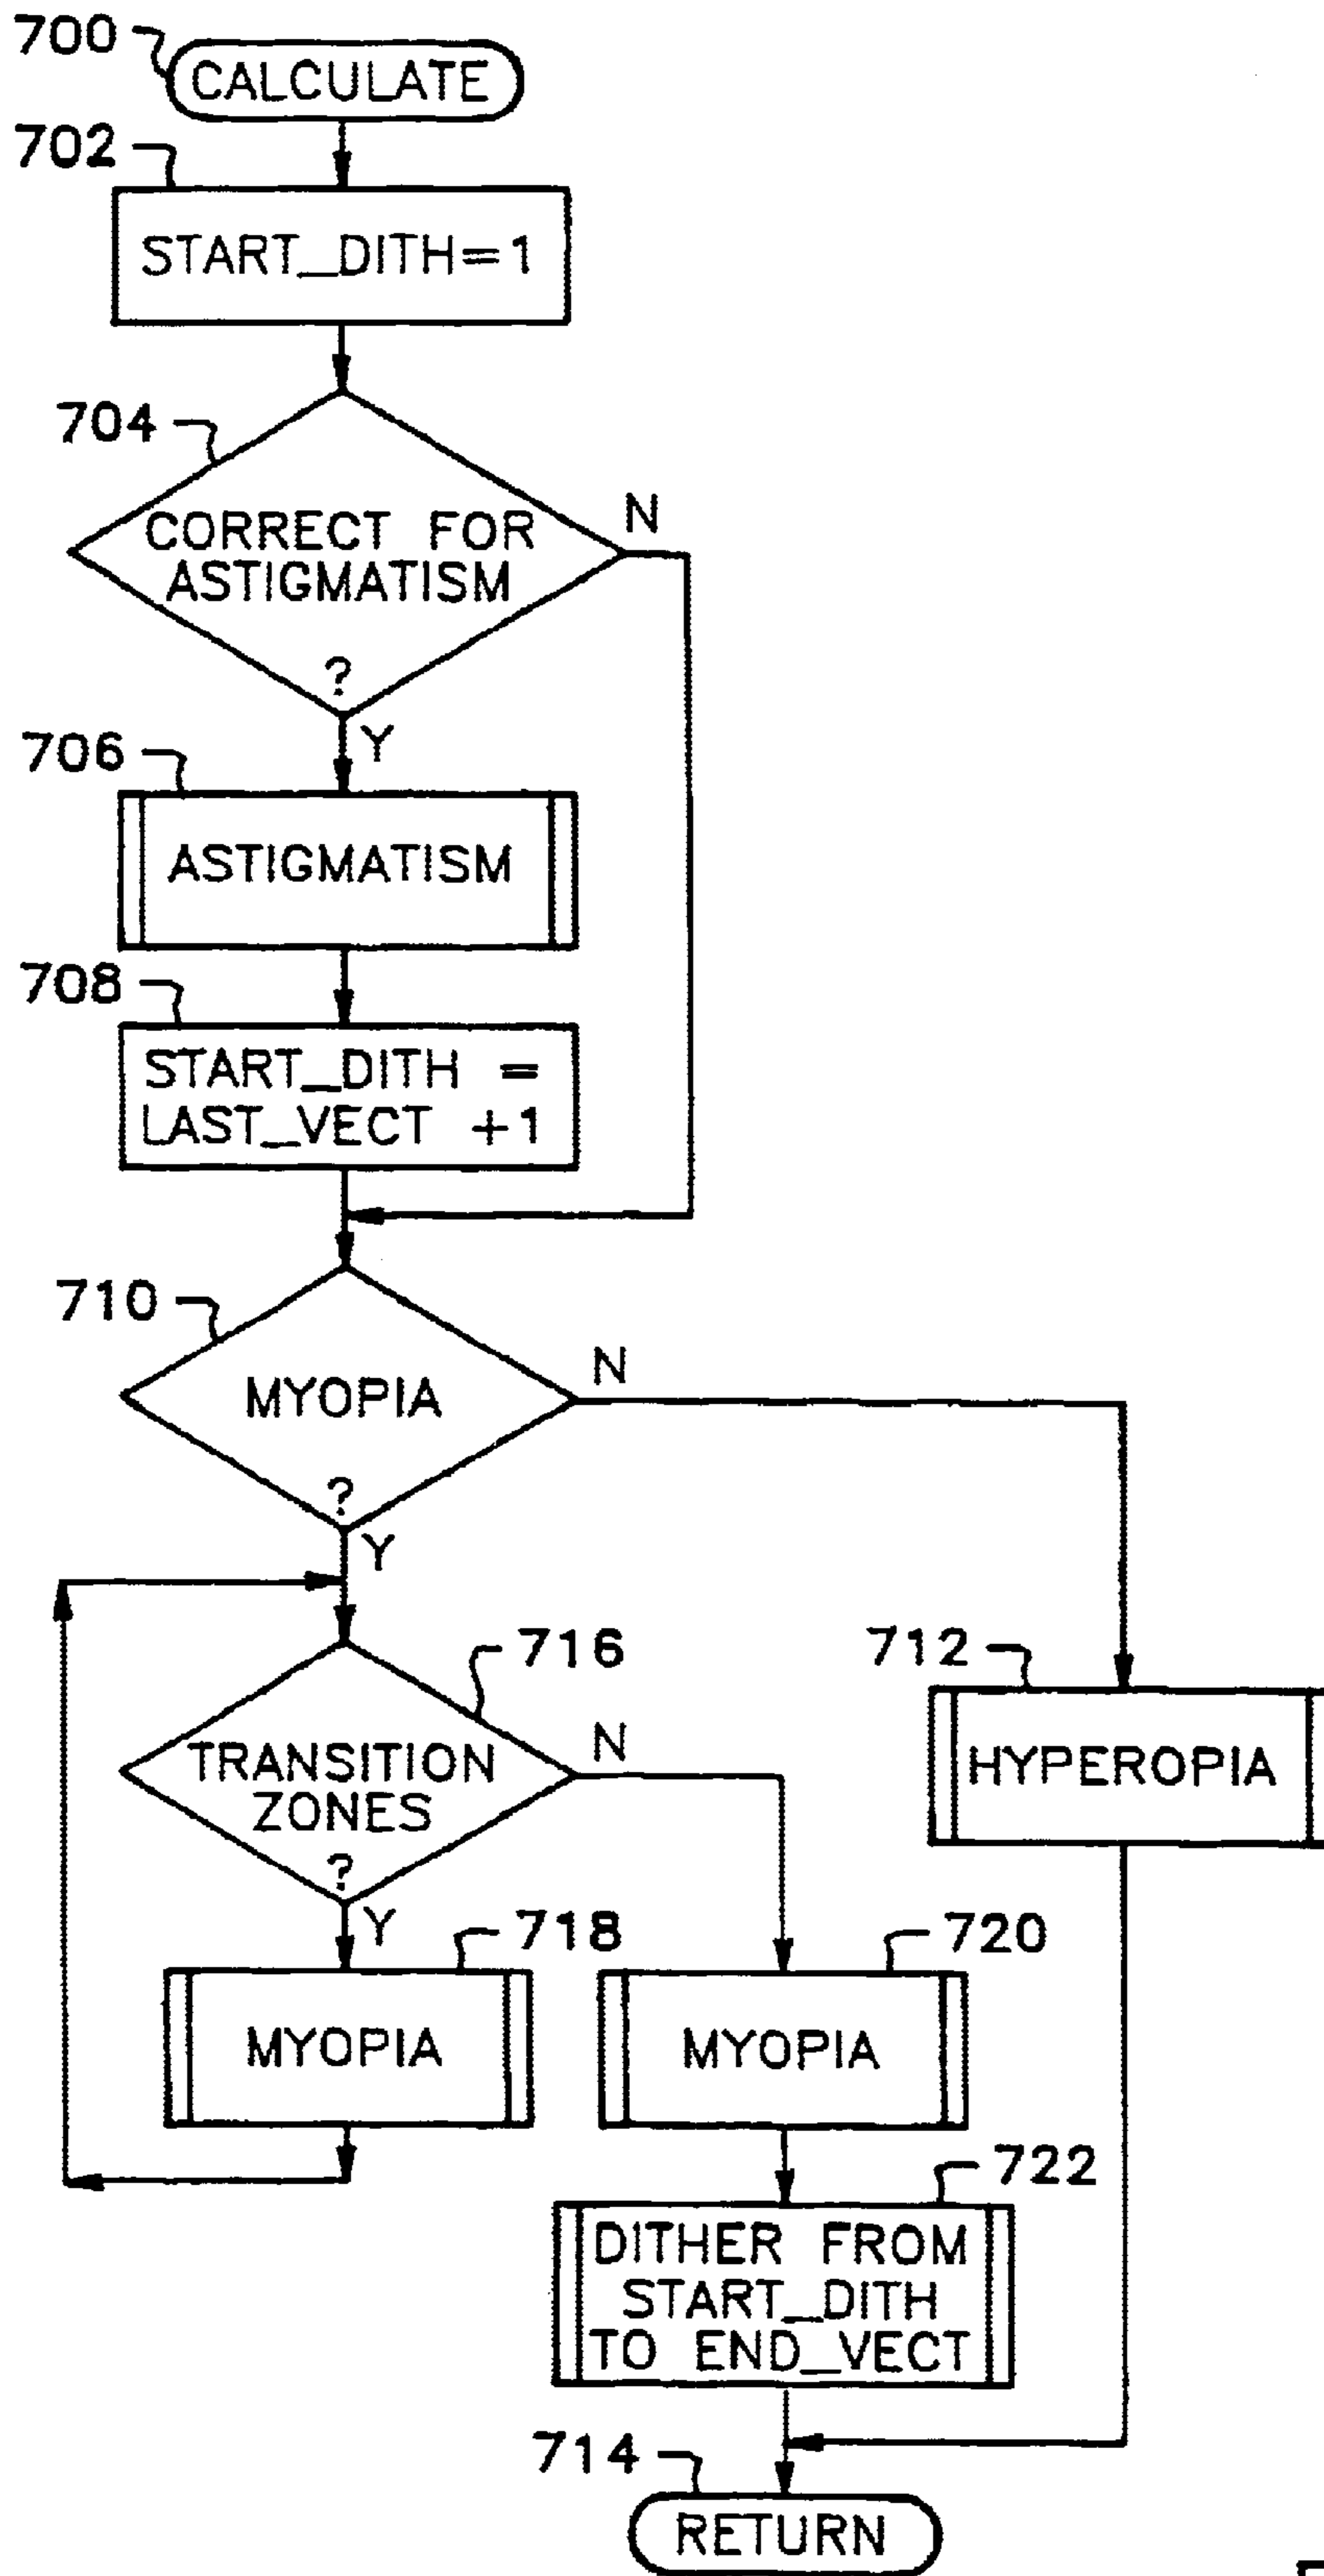 700
CALCULATE
702
START_DITH=1
704
CORRECT FOR
ASTIGMATISM
?
N
Y
706
ASTIGMATISM
708
START_DITH =
LAST_VECT +1
710
MYOPIA
?
N
Y
716
TRANSITION
ZONES
?
N
Y
712
HYPEROPIA
718
MYOPIA
720
MYOPIA
722
DITHER FROM
START_DITH
TO END_VECT
714
RETURN